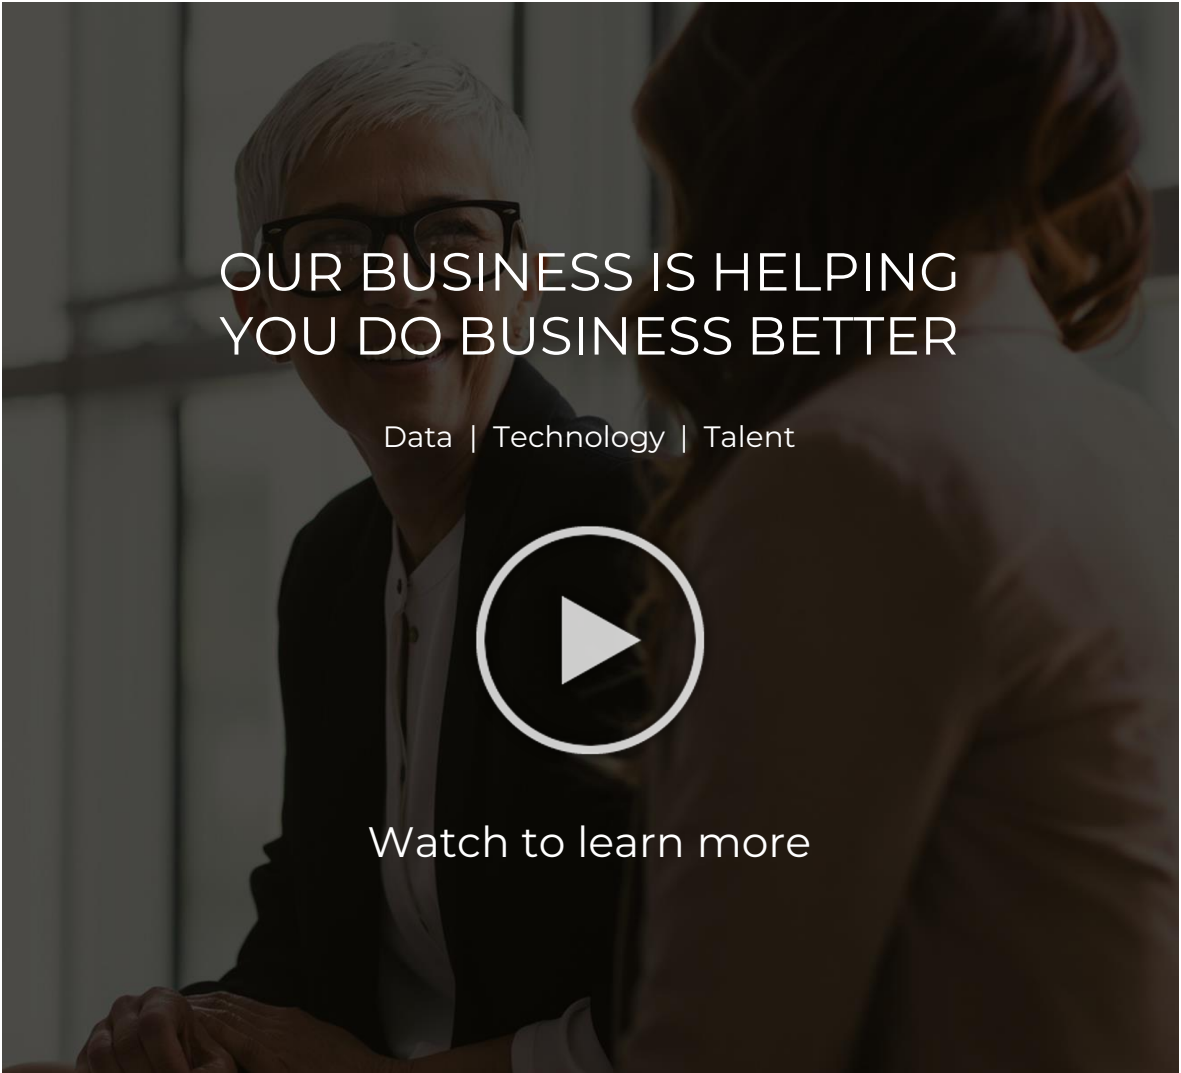 OUR BUSINESS IS HELPING
YOU DO BUSINESS BETTER
Data | Technology | Talent
Watch to learn more